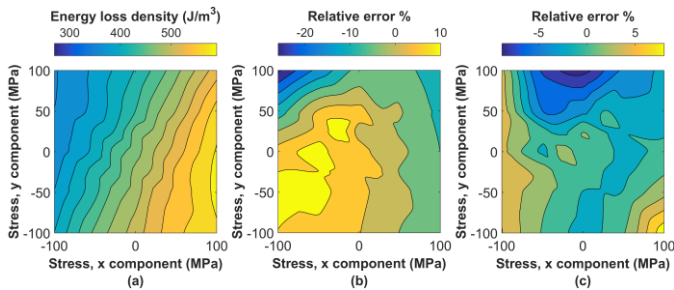 Energy loss density (J/m³)
300 400 500
Stress, y component (MPa)
100
50
0
-50
-100
-100 0 100
Stress, x component (MPa)
(a)
Relative error %
-20 -10 0 10
Stress, y component (MPa)
100
50
0
-50
-100
-100 0 100
Stress, x component (MPa)
(b)
Relative error %
-5 0 5
Stress, y component (MPa)
100
50
0
-50
-100
-100 0 100
Stress, x component (MPa)
(c)